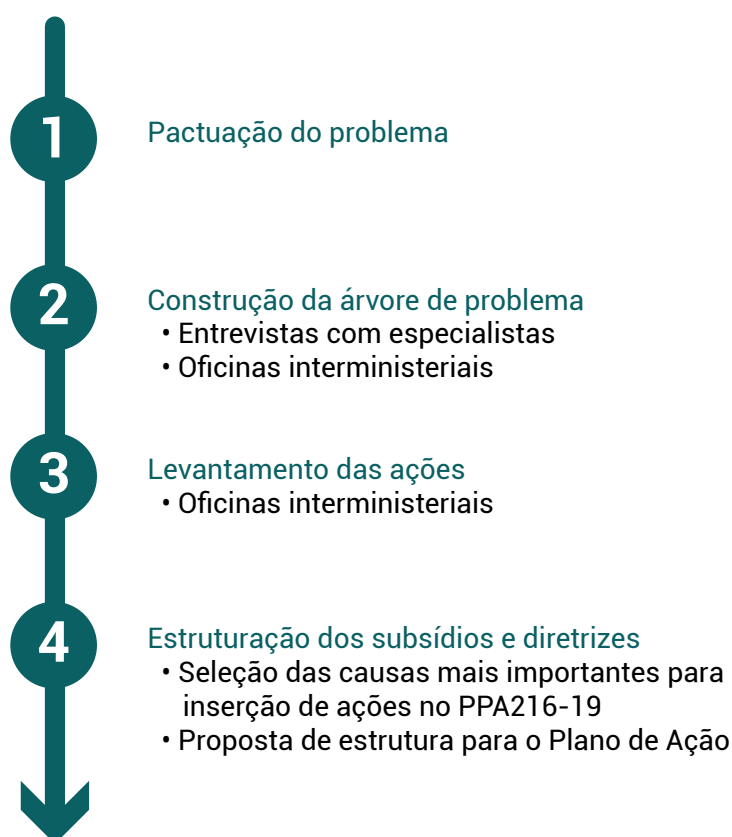 1
Pactuação do problema
2
Construção da árvore de problema
• Entrevistas com especialistas
• Oficinas interministeriais
3
Levantamento das ações
• Oficinas interministeriais
4
Estruturação dos subsídios e diretrizes
• Seleção das causas mais importantes para
inserção de ações no PPA216-19
• Proposta de estrutura para o Plano de Ação